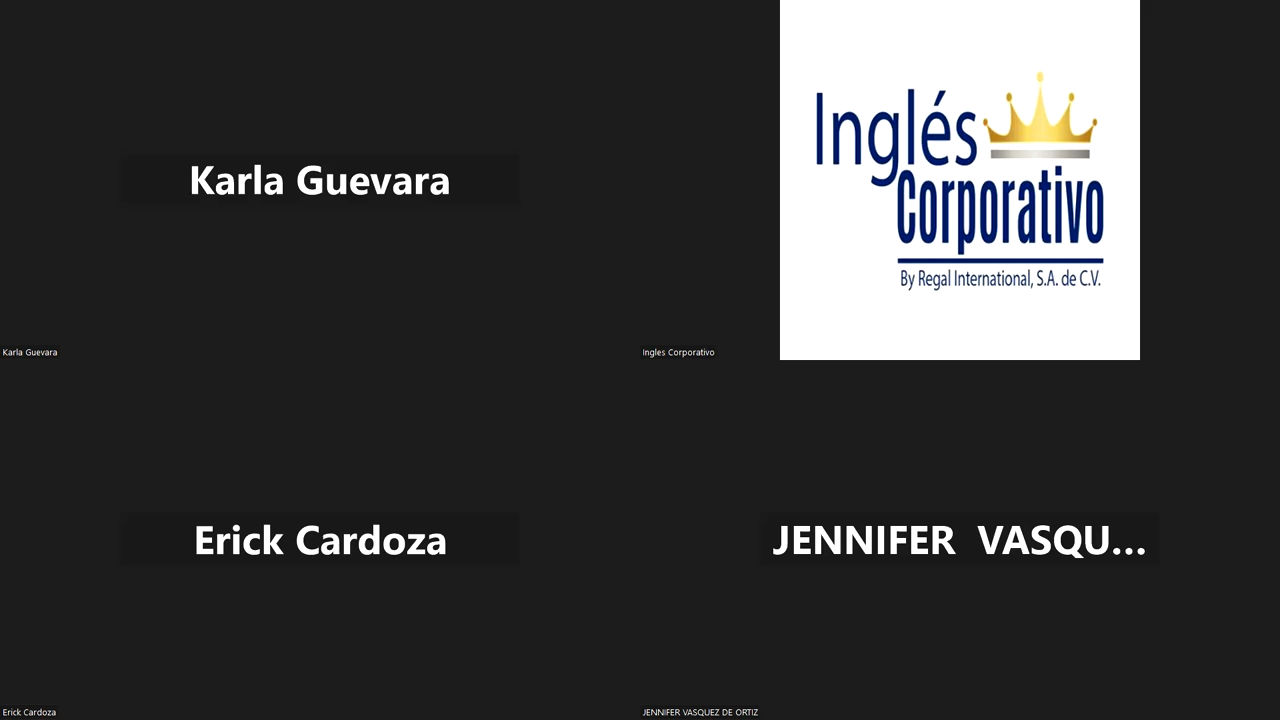 Karla Guevara
Karla Guevara
Inglés
Corporativo
By Regal International, S.A. de C.V.
Ingles Corporativo
Erick Cardoza
Erick Cardoza
JENNIFER VASQU...
JENNIFER VASQUEZ DE ORTIZ